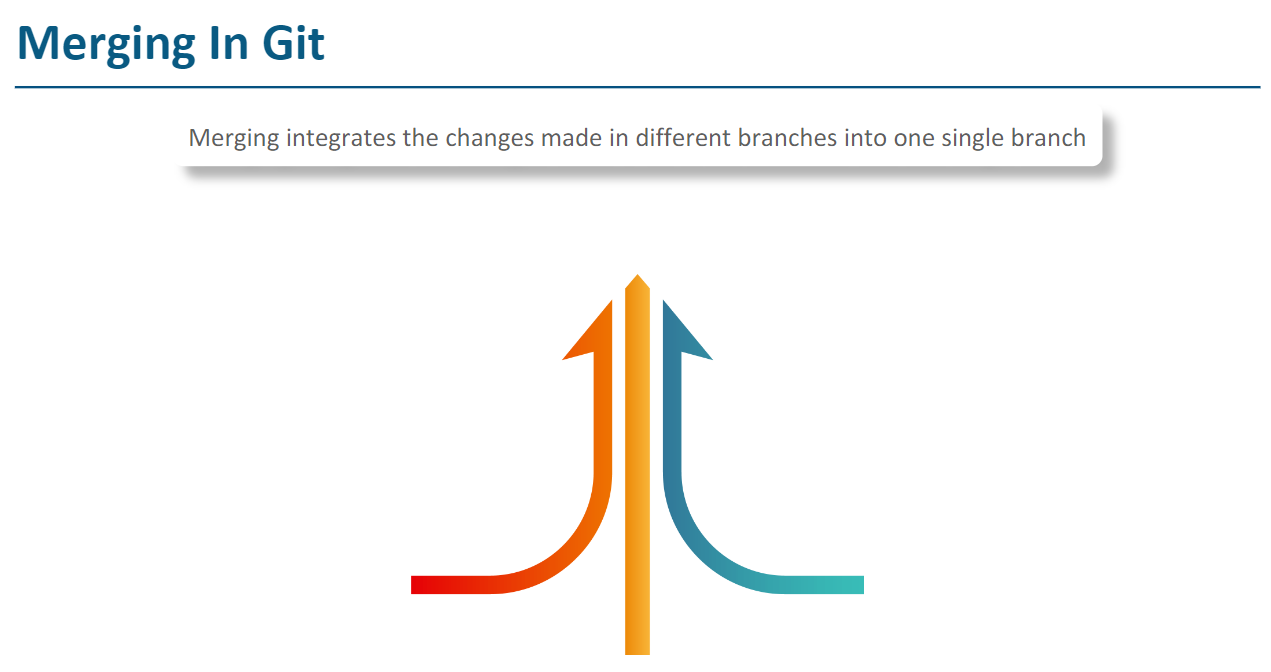 Merging In Git
Merging integrates the changes made in different branches into one single branch